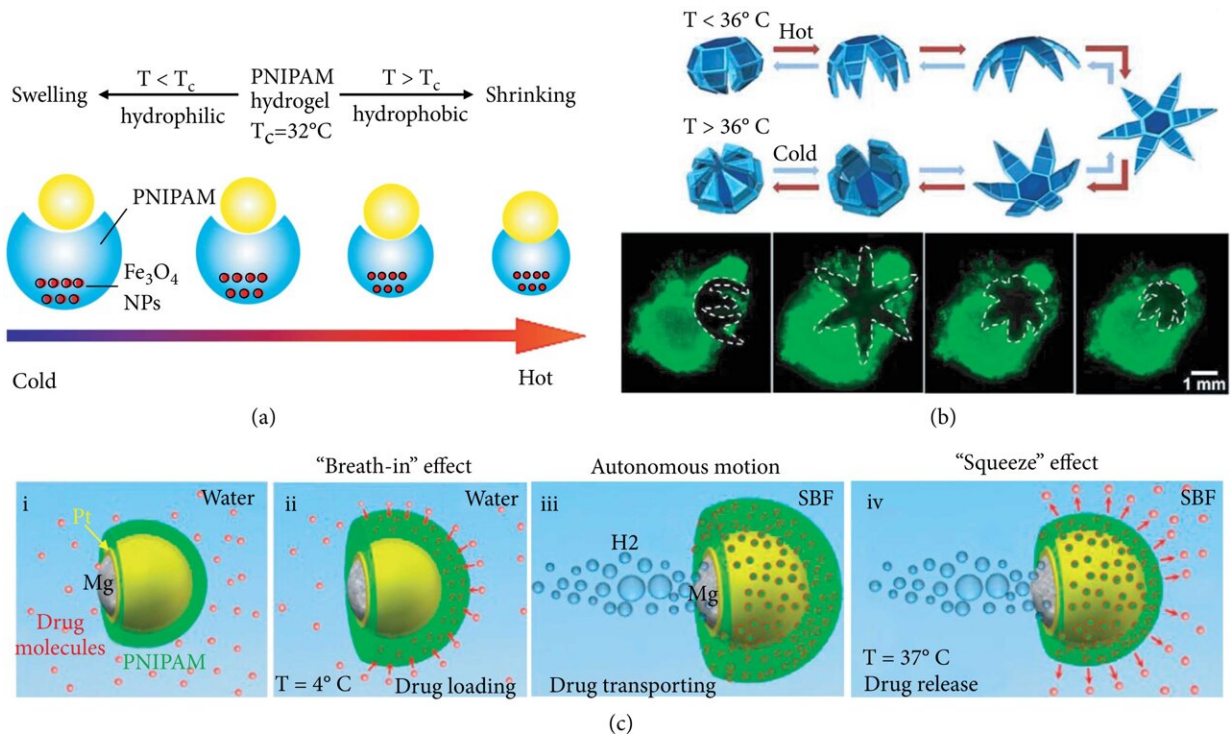 Swelling
T < Tc
hydrophilic
PNIPAM
hydrogel
Tc=32°C
T > Tc
hydrophobic
Shrinking
PNIPAM
Fe3O4
NPs
Cold
Hot
(a)
T < 36° C
Hot
T > 36° C
Cold
1 mm
(b)
"Breath-in" effect
Autonomous motion
"Squeeze" effect
i
Water
Pt
Mg
Drug
molecules
PNIPAM
ii
Water
T = 4° C
Drug loading
iii
SBF
H2
Mg
Drug transporting
iv
SBF
T = 37° C
Drug release
(c)